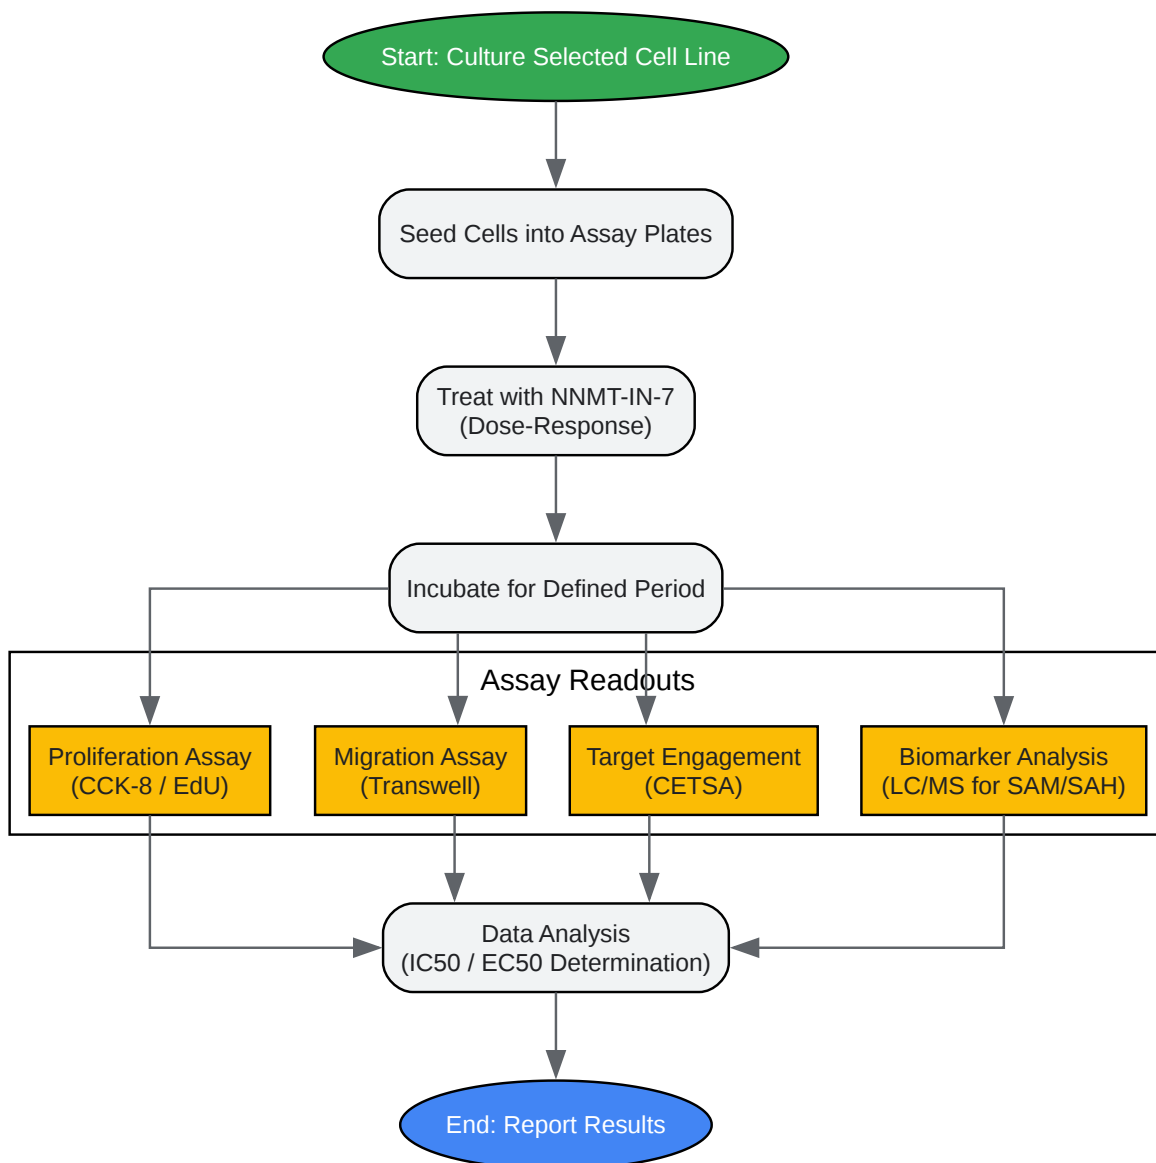 Start: Culture Selected Cell Line
Seed Cells into Assay Plates
Treat with NNMT-IN-7
(Dose-Response)
Incubate for Defined Period
Assay Readouts
Proliferation Assay
(CCK-8 / EdU)
Migration Assay
(Transwell)
Target Engagement
(CETSA)
Biomarker Analysis
(LC/MS for SAM/SAH)
Data Analysis
(IC50 / EC50 Determination)
End: Report Results